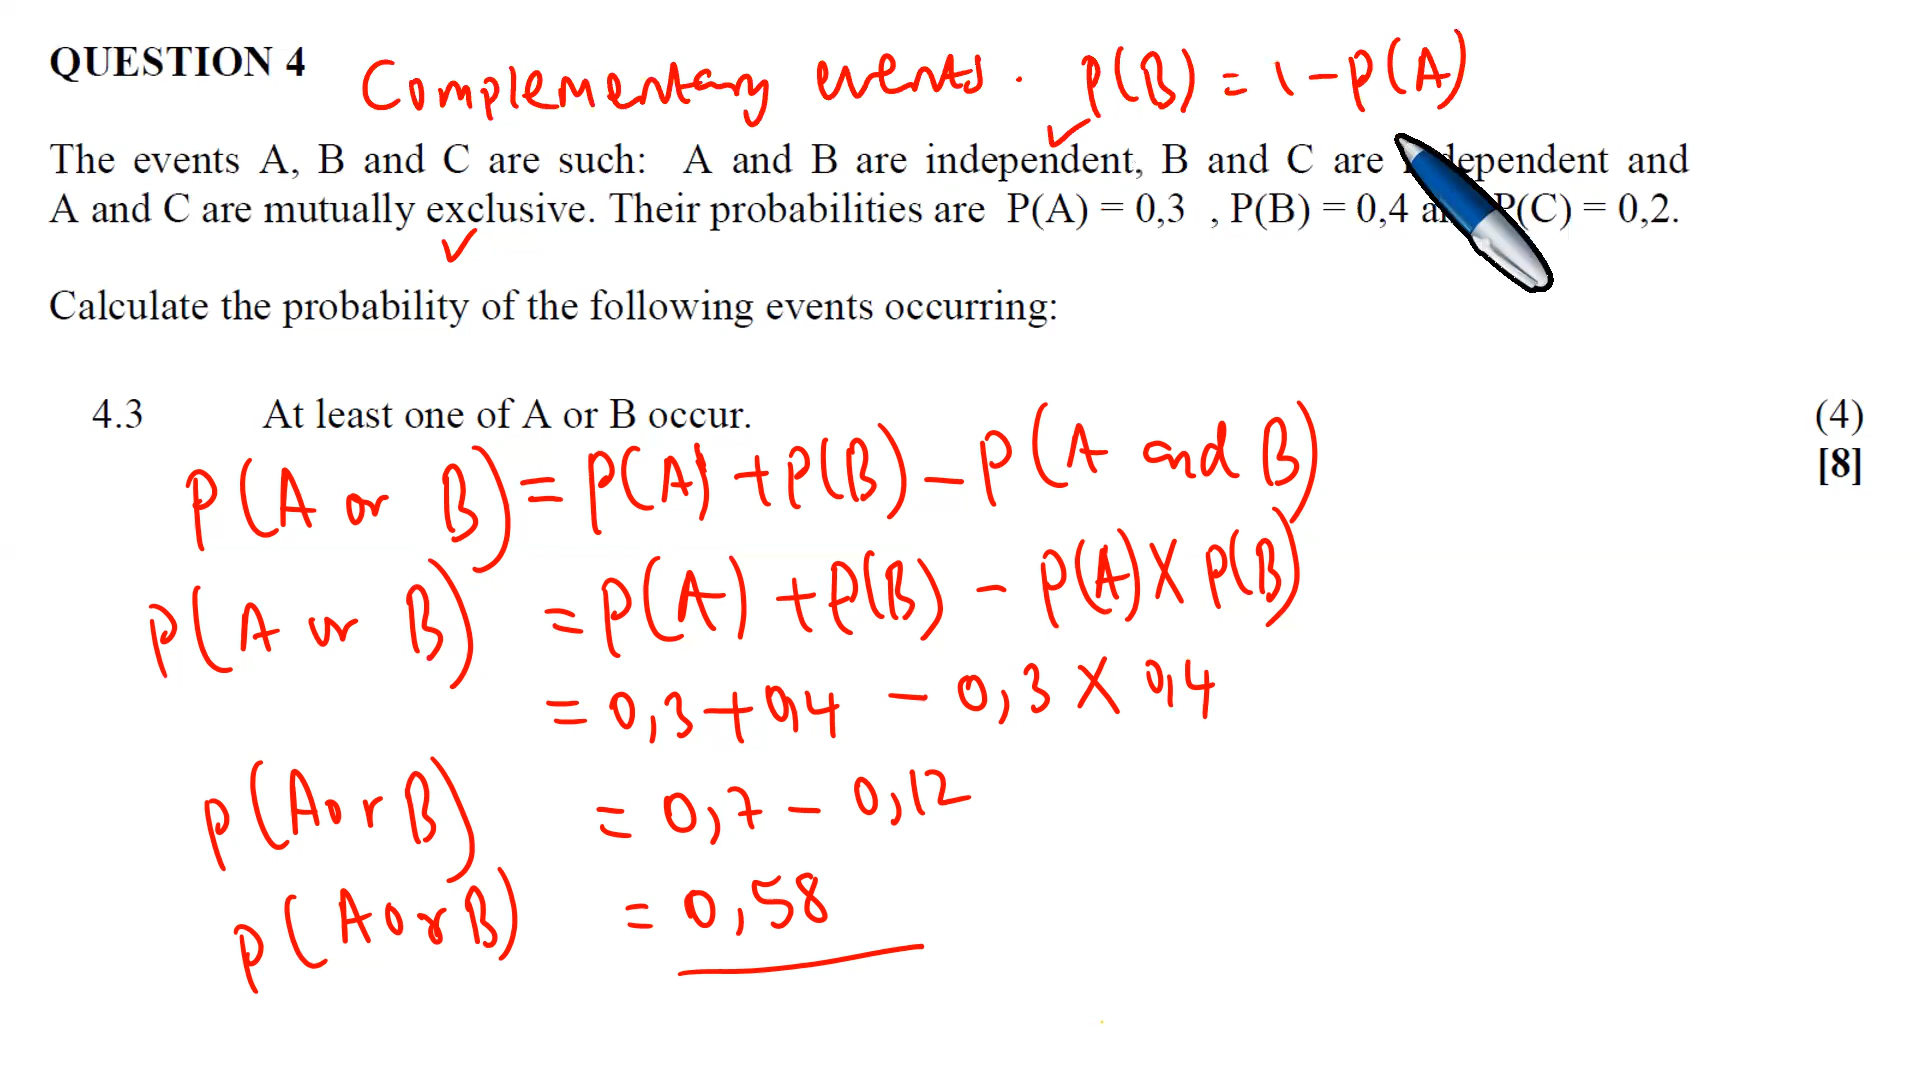 QUESTION 4
Complementary events. P(B) = 1 - P(A)
The events A, B and C are such: A and B are independent, B and C are independent and
A and C are mutually exclusive. Their probabilities are P(A) = 0,3 , P(B) = 0,4 and P(C) = 0,2.
Calculate the probability of the following events occurring:
4.3 At least one of A or B occur. (4)
[8]
P(A or B) = P(A) + P(B) - P(A and B)
P(A or B) = P(A) + P(B) - P(A) X P(B)
= 0,3 + 0,4 - 0,3 X 0,4
P(A or B) = 0,7 - 0,12
P(A or B) = 0,58